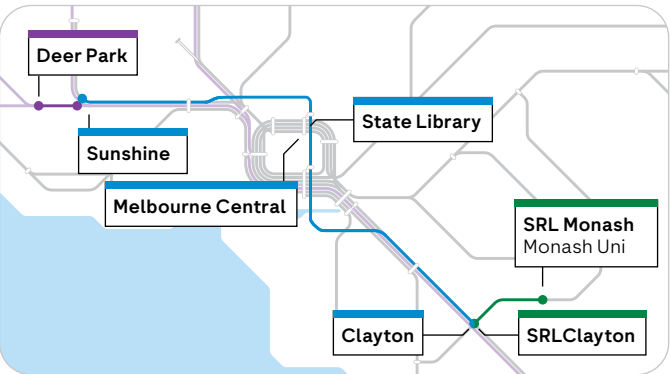 Deer Park
Sunshine
State Library
Melbourne Central
SRL Monash
Monash Uni
Clayton
SRLClayton